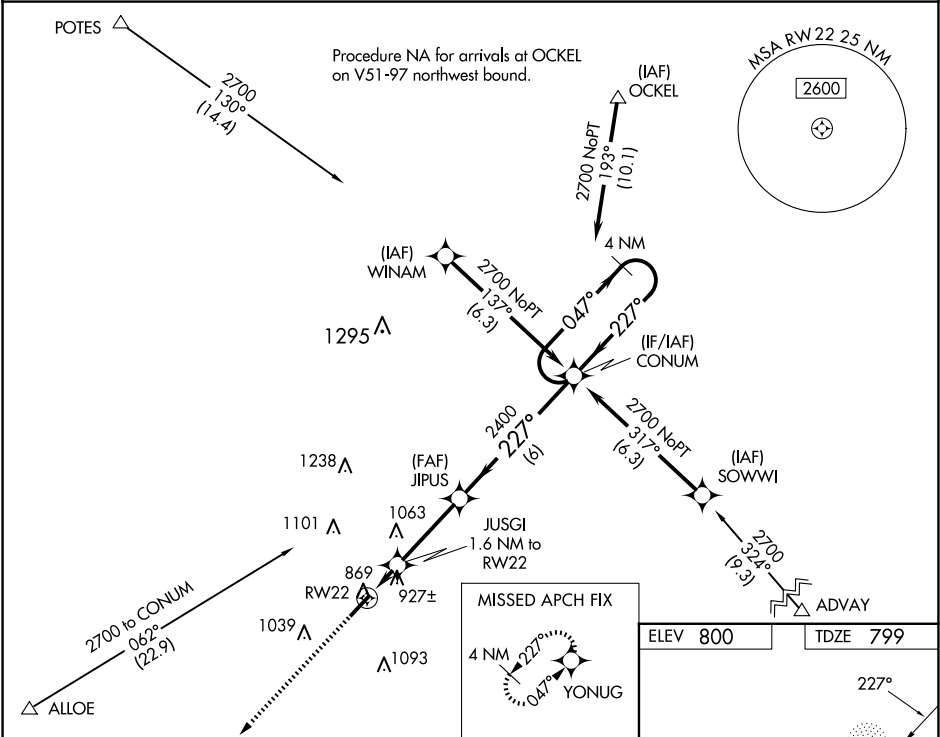 POTES
2700
130°
(14.4)
Procedure NA for arrivals at OCKEL
on V51-97 northwest bound.
(IAF)
OCKEL
2700 NoPT
193°
(10.1)
MSA RW 22 25 NM
2600
4 NM
(IAF)
WINAM
2700 NoPT
137°
(6.3)
047°
227°
(IF/IAF)
CONUM
1295
2400
227°
(6)
2700 NoPT
317°
(6.3)
(IAF)
SOWWI
1238
(FAF)
JIPUS
1101
1063
JUSGI
1.6 NM to
RW22
2700
324°
(9.3)
ADVAY
869
RW22
927±
1039
1093
2700 to CONUM
062°
(22.9)
ALLOE
MISSED APCH FIX
4 NM
227°
047°
YONUG
ELEV 800
TDZE 799
227°